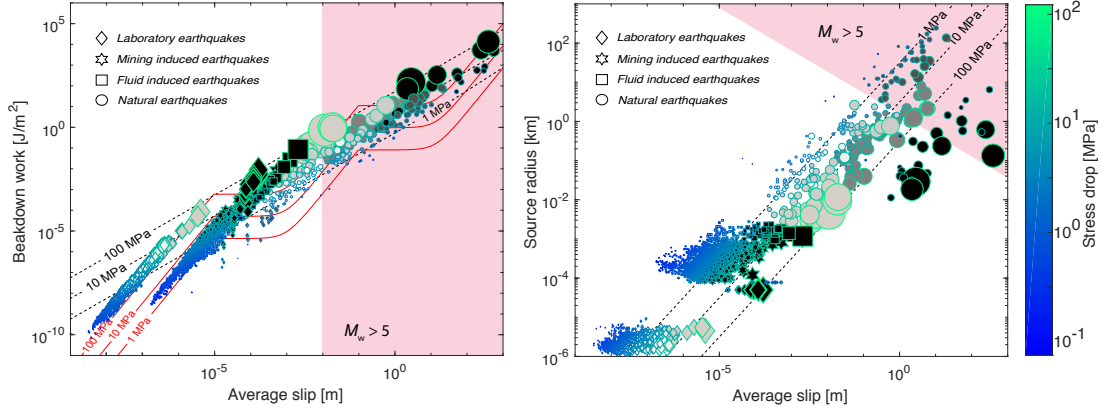 10^5
10^0
10^-5
10^-10
Beakdown work [J/m^2]
Laboratory earthquakes
Mining induced earthquakes
Fluid induced earthquakes
Natural earthquakes
1 MPa
100 MPa
10 MPa
100 MPa
10 MPa
1 MPa
M_w > 5
10^-5
10^0
Average slip [m]
10^2
10^0
10^-2
10^-4
10^-6
Source radius [km]
Laboratory earthquakes
Mining induced earthquakes
Fluid induced earthquakes
Natural earthquakes
M_w > 5
1 MPa
10 MPa
100 MPa
10^-5
10^0
Average slip [m]
10^2
10^1
10^0
10^-1
Stress drop [MPa]